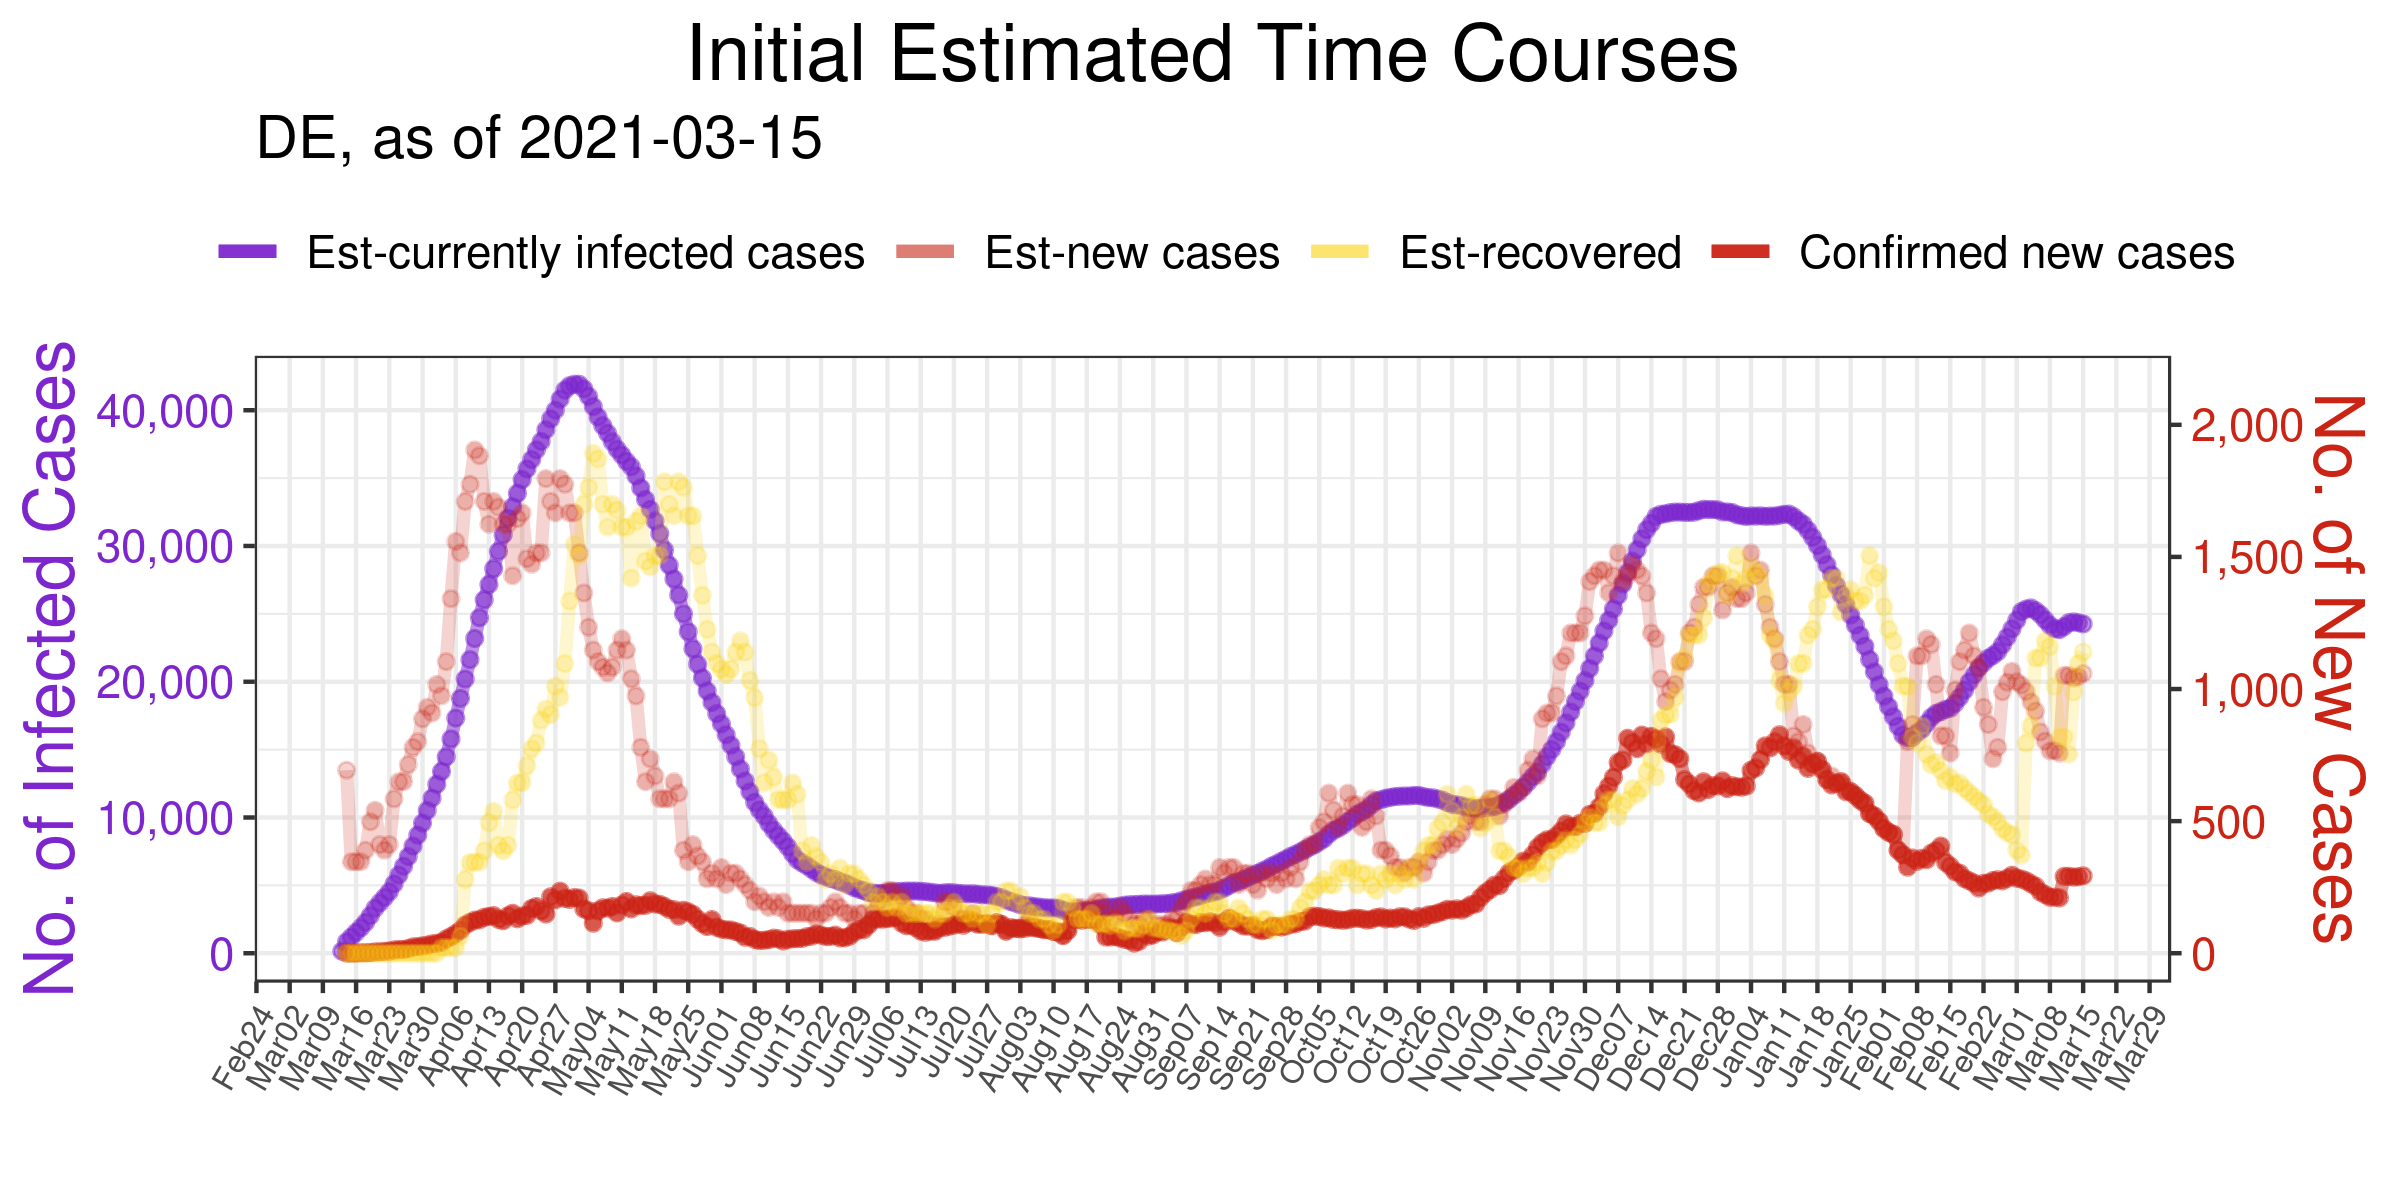 Initial Estimated Time Courses
DE, as of 2021-03-15
Est-currently infected cases Est-new cases Est-recovered Confirmed new cases
No. of Infected Cases
40,000
30,000
20,000
10,000
0
No. of New Cases
2,000
1,500
1,000
500
0
Feb24 Mar02 Mar09 Mar16 Mar23 Mar30 Apr06 Apr13 Apr20 Apr27 May04 May11 May18 May25 Jun01 Jun08 Jun15 Jun22 Jun29 Jul06 Jul13 Jul20 Jul27 Aug03 Aug10 Aug17 Aug24 Aug31 Sep07 Sep14 Sep21 Sep28 Oct05 Oct12 Oct19 Oct26 Nov02 Nov09 Nov16 Nov23 Nov30 Dec07 Dec14 Dec21 Dec28 Jan04 Jan11 Jan18 Jan25 Feb01 Feb08 Feb15 Feb22 Mar01 Mar08 Mar15 Mar22 Mar29